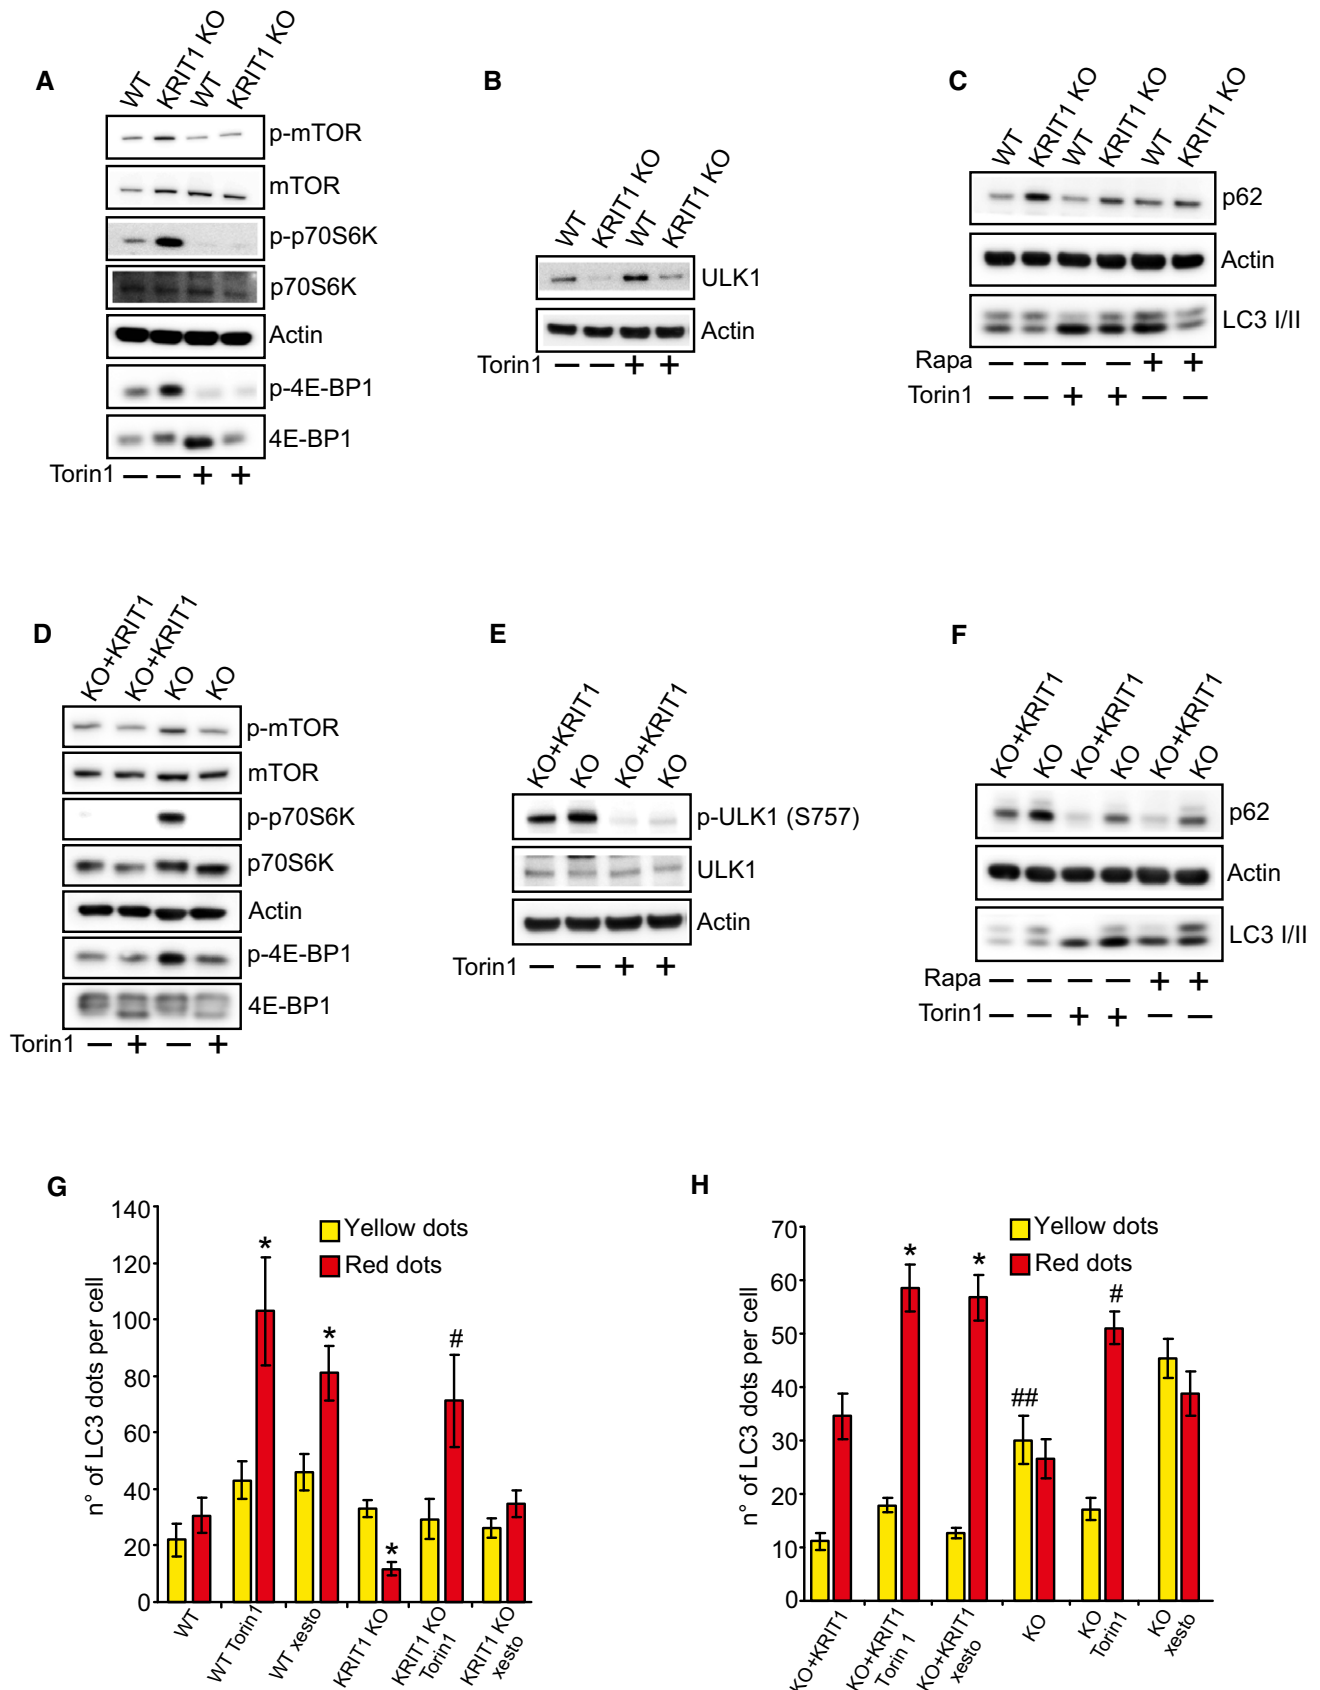 A
WT
KRIT1 KO
WT
KRIT1 KO
p-mTOR
mTOR
p-p70S6K
p70S6K
Actin
p-4E-BP1
4E-BP1
Torin1 — — + +
B
WT
KRIT1 KO
WT
KRIT1 KO
ULK1
Actin
Torin1 — — + +
C
WT
KRIT1 KO
WT
KRIT1 KO
WT
KRIT1 KO
p62
Actin
LC3 I/II
Rapa — — — — + +
Torin1 — — + + — —
D
KO+KRIT1
KO+KRIT1
KO
KO
p-mTOR
mTOR
p-p70S6K
p70S6K
Actin
p-4E-BP1
4E-BP1
Torin1 — + — +
E
KO+KRIT1
KO
KO+KRIT1
KO
p-ULK1 (S757)
ULK1
Actin
Torin1 — — + +
F
KO+KRIT1
KO
KO+KRIT1
KO
KO+KRIT1
KO
p62
Actin
LC3 I/II
Rapa — — — — + +
Torin1 — — + + — —
G
n° of LC3 dots per cell
140
120
100
80
60
40
20
0
Yellow dots
Red dots
*
*
*
#
WT
WT Torin1
WT xesto
KRIT1 KO
KRIT1 KO
Torin1
KRIT1 KO
xesto
H
n° of LC3 dots per cell
70
60
50
40
30
20
10
0
Yellow dots
Red dots
*
*
##
#
KO+KRIT1
KO+KRIT1
Torin 1
KO+KRIT1
xesto
KO
KO
Torin1
KO
xesto